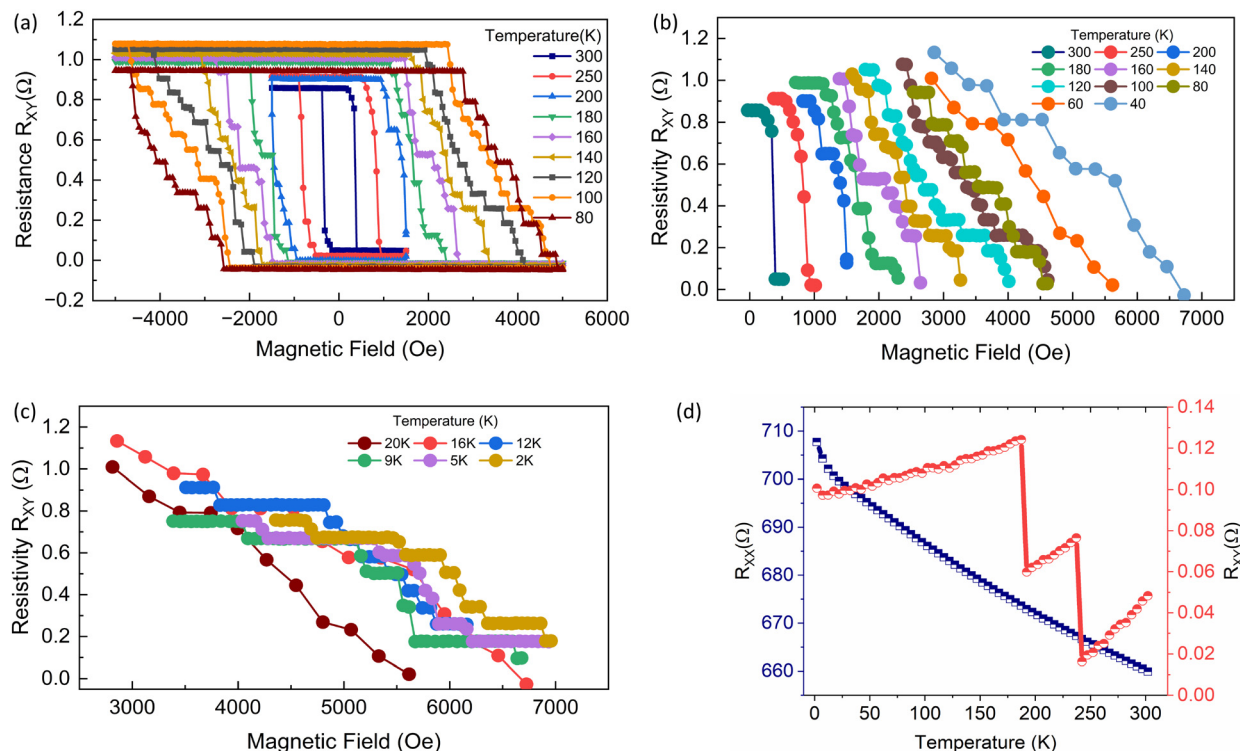 (a)
Resistance R_XY(Ω)
1.2
1.0
0.8
0.6
0.4
0.2
0.0
−0.2
Temperature(K)
300
250
200
180
160
140
120
100
80
−4000 −2000 0 2000 4000 6000
Magnetic Field (Oe)
(b)
Resistivity R_XY (Ω)
1.2
1.0
0.8
0.6
0.4
0.2
0.0
Temperature (K)
300 250 200
180 160 140
120 100 80
60 40
0 1000 2000 3000 4000 5000 6000 7000
Magnetic Field (Oe)
(c)
Resistivity R_XY (Ω)
1.2
1.0
0.8
0.6
0.4
0.2
0.0
Temperature (K)
20K 16K 12K
9K 5K 2K
3000 4000 5000 6000 7000
Magnetic Field (Oe)
(d)
R_XX(Ω)
710
700
690
680
670
660
0.14
0.12
0.10
0.08
0.06
0.04
0.02
0.00
R_XY(Ω)
0 50 100 150 200 250 300
Temperature (K)